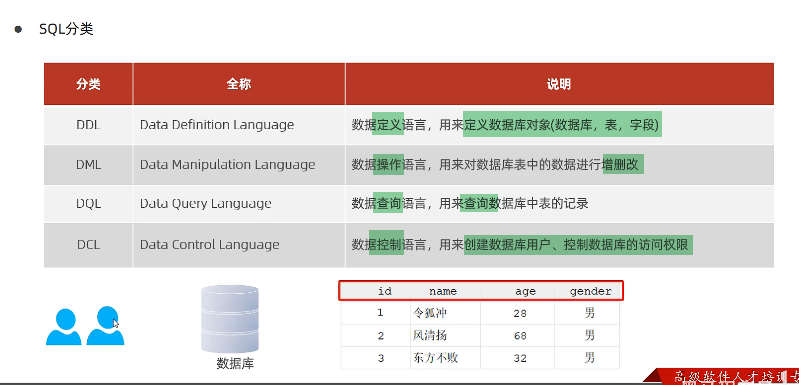 SQL分类
分类 全称 说明
DDL Data Definition Language 数据定义语言，用来定义数据库对象(数据库，表，字段)
DML Data Manipulation Language 数据操作语言，用来对数据库表中的数据进行增删改
DQL Data Query Language 数据查询语言，用来查询数据库中表的记录
DCL Data Control Language 数据控制语言，用来创建数据库用户、控制数据库的访问权限
id name age gender
1 令狐冲 28 男
2 风清扬 68 男
3 东方不败 32 男
数据库
高级软件人才培训专